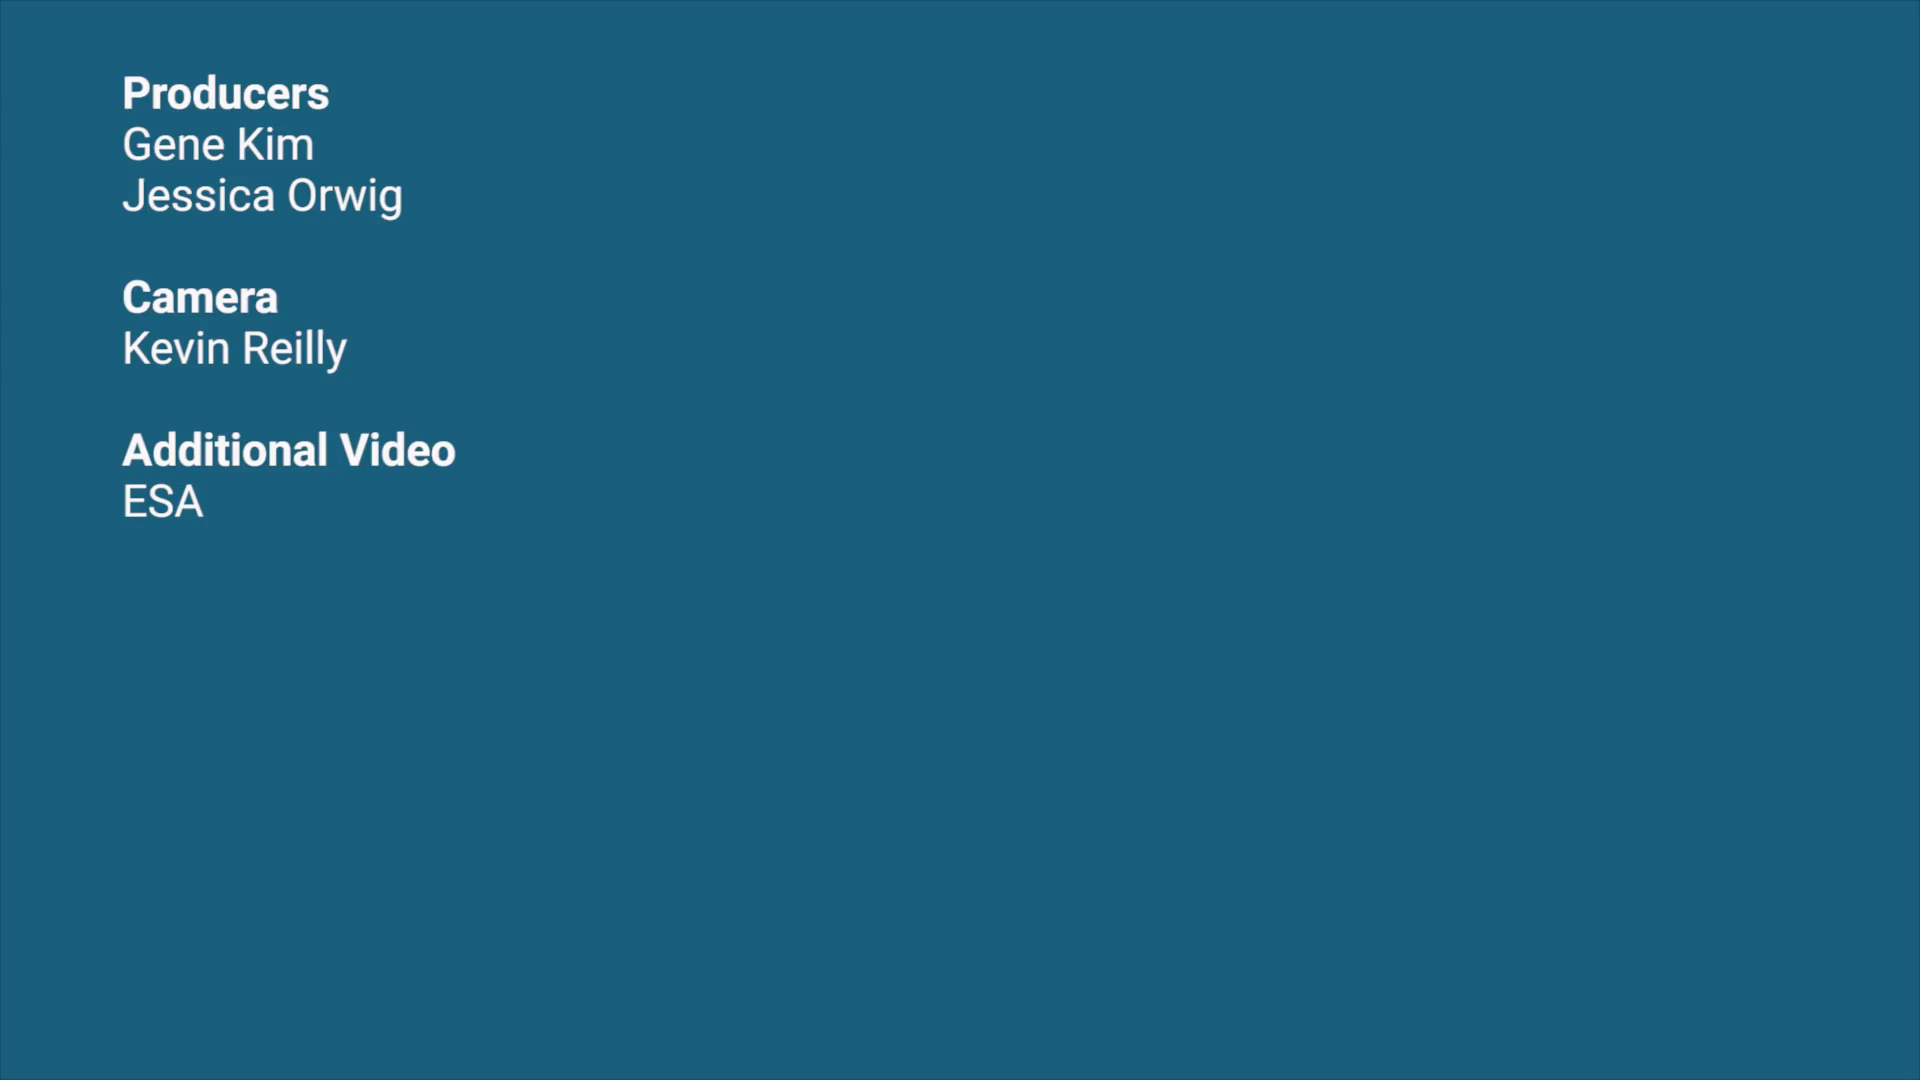 Producers
Gene Kim
Jessica Orwig
Camera
Kevin Reilly
Additional Video
ESA